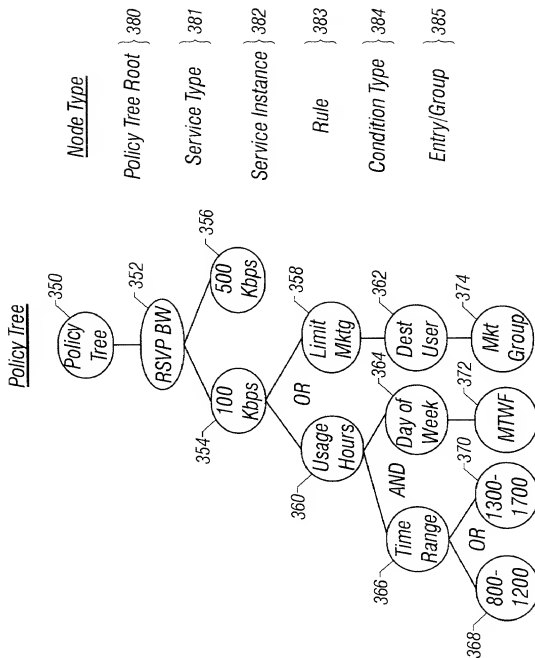 Policy Tree
Node Type
Policy
Tree
350
Policy Tree Root
380
RSVP BW
352
Service Type
381
100
Kbps
354
500
Kbps
356
Service Instance
382
OR
Usage
Hours
360
Limit
Mktg
358
Rule
383
AND
Time
Range
366
Day of
Week
364
Dest
User
362
Condition Type
384
OR
800-
1200
368
1300-
1700
370
MTWF
372
Mkt
Group
374
Entry/Group
385